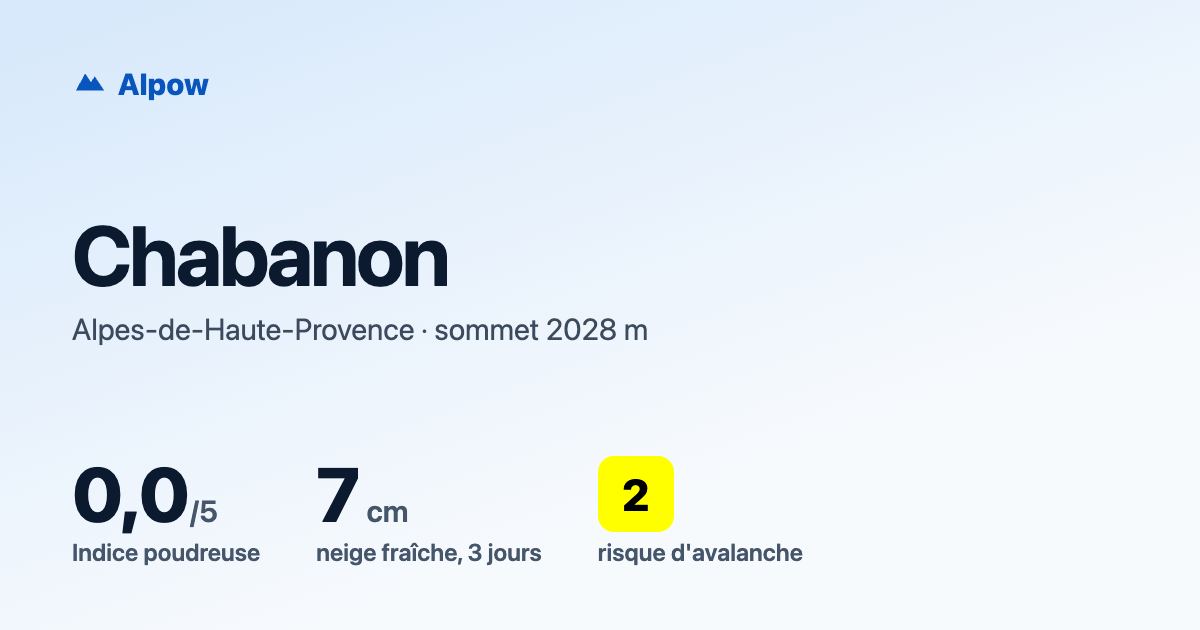 Alpow
Chabanon
Alpes-de-Haute-Provence · sommet 2028 m
0,0/5
Indice poudreuse
7 cm
neige fraîche, 3 jours
2
risque d'avalanche